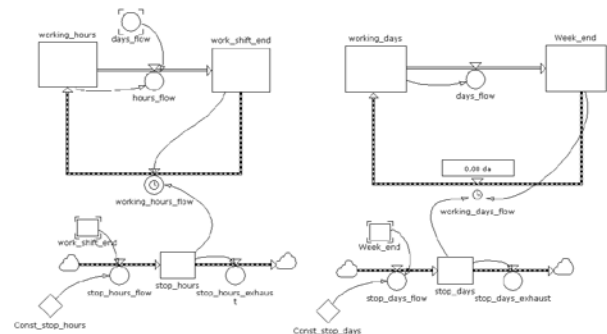 working_hours
days_flow
work_shift_end
hours_flow
working_hours_flow
work_shift_end
stop_hours
stop_hours_flow
stop_hours_exhaus
t
Const_stop_hours
working_days
Week_end
days_flow
0.00 da
working_days_flow
Week_end
stop_days
stop_days_flow
stop_days_exhaust
Const_stop_days